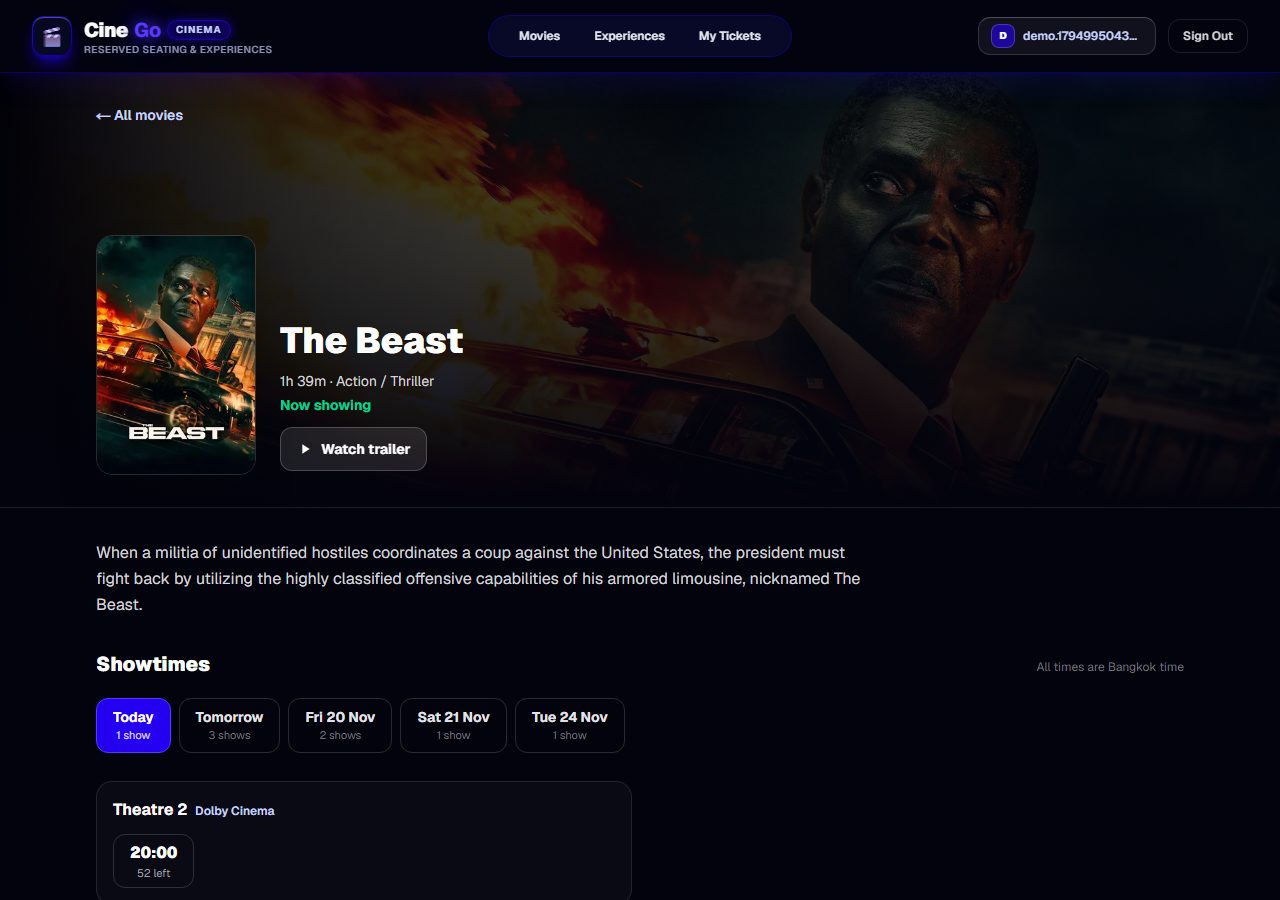 Cine Go CINEMA
RESERVED SEATING & EXPERIENCES
Movies
Experiences
My Tickets
D
demo.1794995043...
Sign Out
← All movies
THE
BEAST
The Beast
1h 39m · Action / Thriller
Now showing
Watch trailer
When a militia of unidentified hostiles coordinates a coup against the United States, the president must
fight back by utilizing the highly classified offensive capabilities of his armored limousine, nicknamed The
Beast.
Showtimes
All times are Bangkok time
Today
1 show
Tomorrow
3 shows
Fri 20 Nov
2 shows
Sat 21 Nov
1 show
Tue 24 Nov
1 show
Theatre 2 Dolby Cinema
20:00
52 left